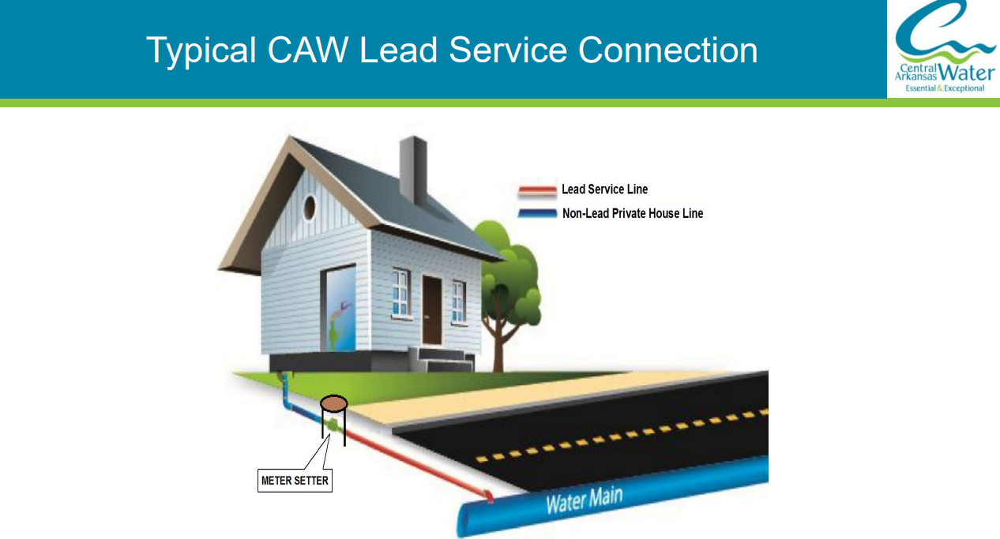 Typical CAW Lead Service Connection
Central
Arkansas Water
Essential & Exceptional
Lead Service Line
Non-Lead Private House Line
METER SETTER
Water Main